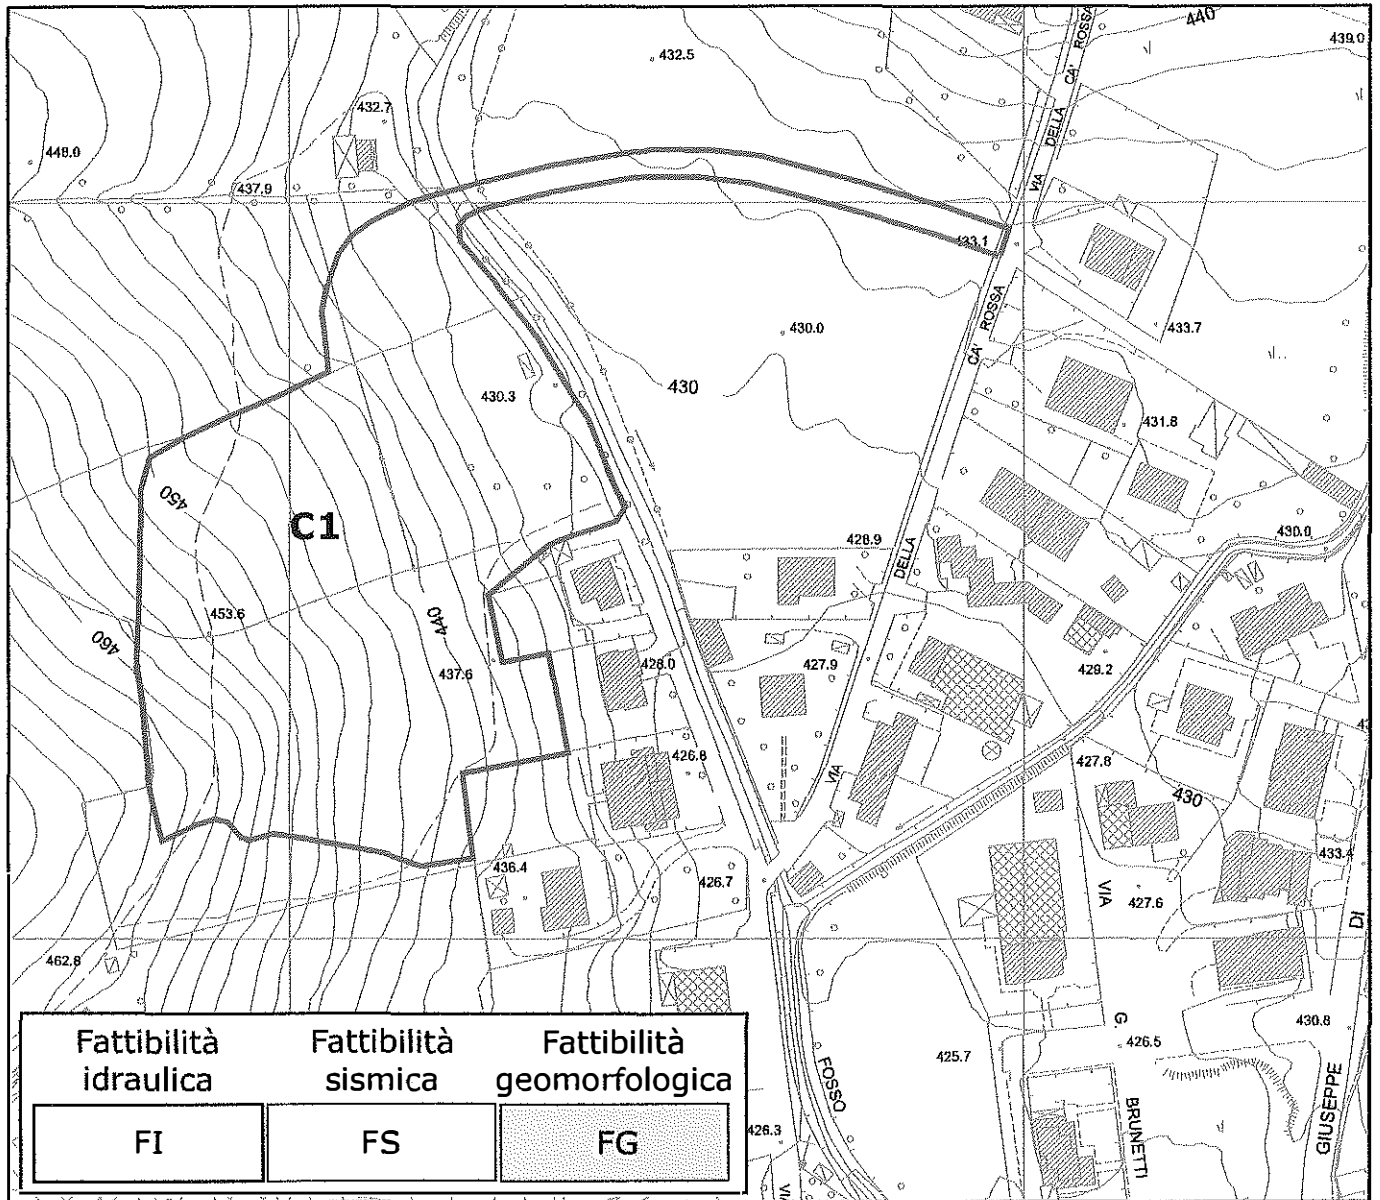 440
ROSSA
CA'
DELLA
VIA
439.0
432.5
432.7
448.0
437.9
433.1
ROSSA
CA'
433.7
430.0
430
430.3
431.8
450
C1
430.0
428.9
DELLA
453.6
440
460
437.6
428.0
427.9
429.2
426.8
VIA
427.8
430
433.4
436.4
426.7
VIA
427.6
DI
462.8
G.
430.8
426.5
425.7
FOSSO
BRUNETTI
GIUSEPPE
426.3
Fattibilità
idraulica
Fattibilità
sismica
Fattibilità
geomorfologica
FI
FS
FG